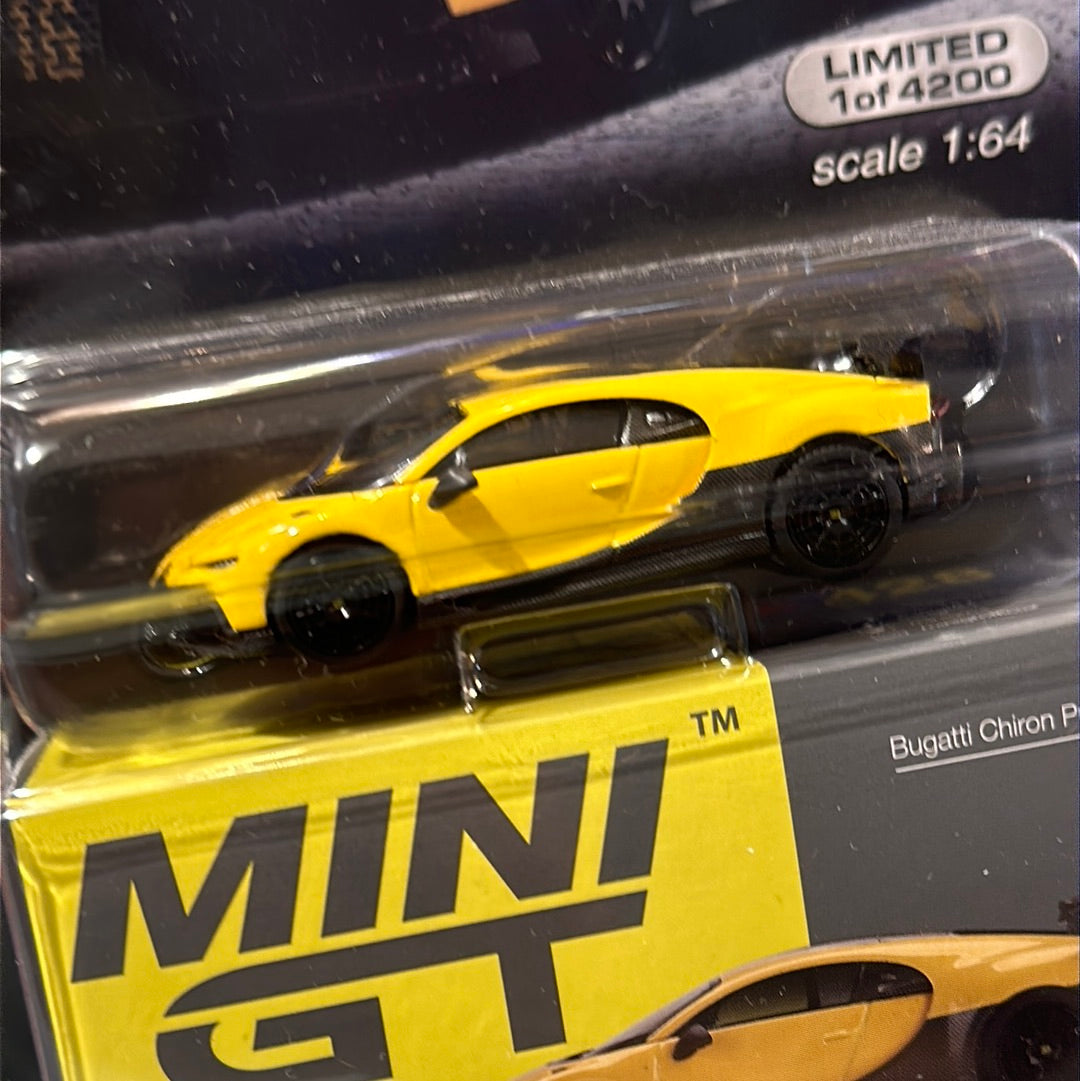 LIMITED
1of 4200
scale 1:64
TM
Bugatti Chiron P
MINI
GT